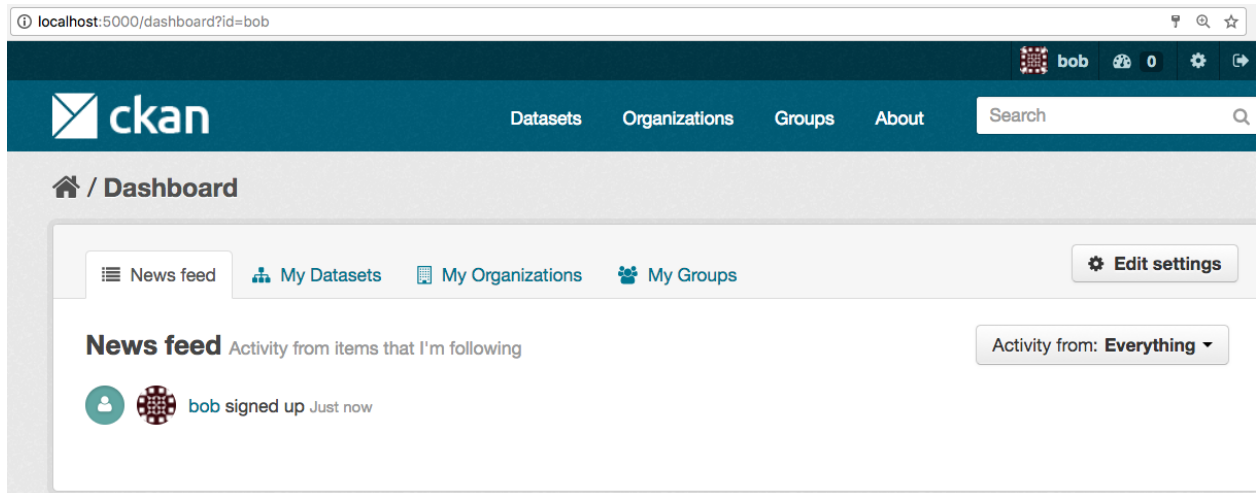 localhost:5000/dashboard?id=bob
bob 0
ckan Datasets Organizations Groups About Search
/ Dashboard
News feed My Datasets My Organizations My Groups Edit settings
News feed Activity from items that I'm following Activity from: Everything
bob signed up Just now